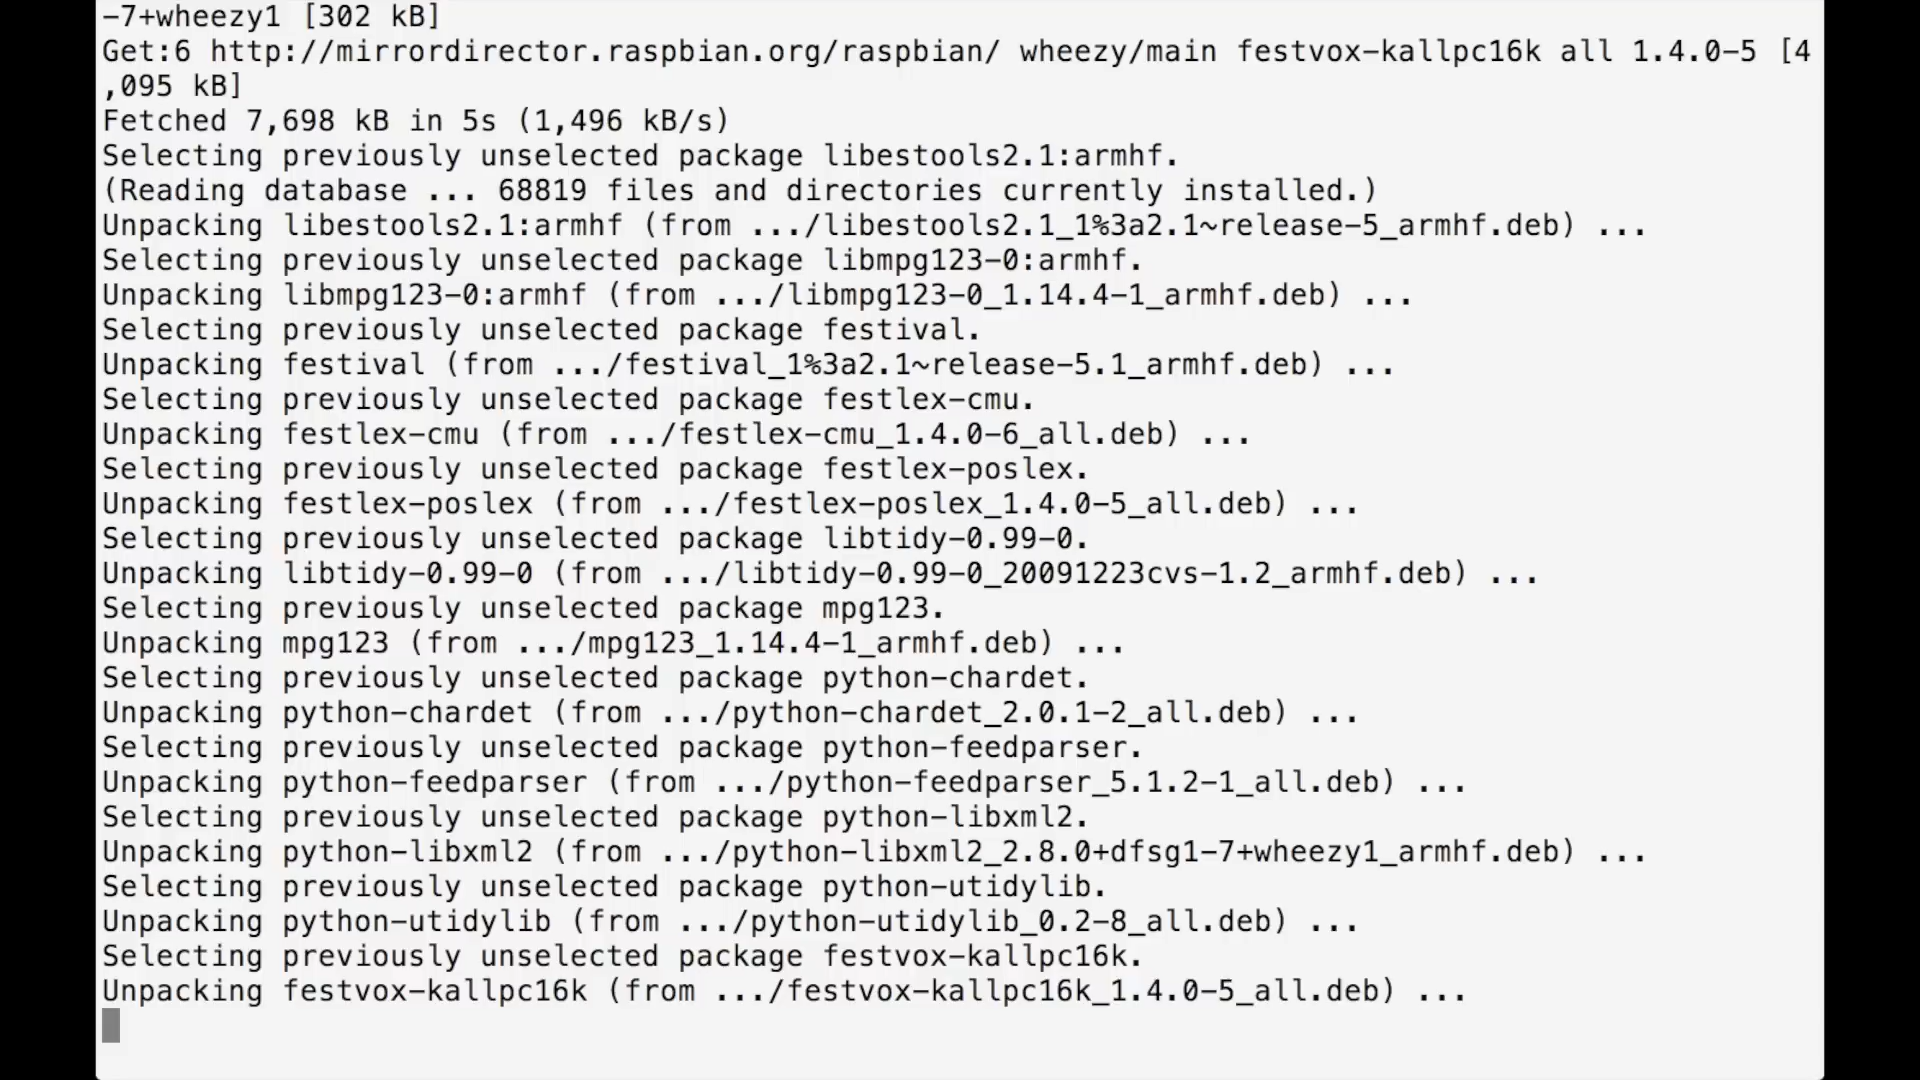 -7+wheezy1 [302 kB]
Get:6 http://mirrordirector.raspbian.org/raspbian/ wheezy/main festvox-kallpc16k all 1.4.0-5 [4
,095 kB]
Fetched 7,698 kB in 5s (1,496 kB/s)
Selecting previously unselected package libestools2.1:armhf.
(Reading database ... 68819 files and directories currently installed.)
Unpacking libestools2.1:armhf (from .../libestools2.1_1%3a2.1~release-5_armhf.deb) ...
Selecting previously unselected package libmpg123-0:armhf.
Unpacking libmpg123-0:armhf (from .../libmpg123-0_1.14.4-1_armhf.deb) ...
Selecting previously unselected package festival.
Unpacking festival (from .../festival_1%3a2.1~release-5.1_armhf.deb) ...
Selecting previously unselected package festlex-cmu.
Unpacking festlex-cmu (from .../festlex-cmu_1.4.0-6_all.deb) ...
Selecting previously unselected package festlex-poslex.
Unpacking festlex-poslex (from .../festlex-poslex_1.4.0-5_all.deb) ...
Selecting previously unselected package libtidy-0.99-0.
Unpacking libtidy-0.99-0 (from .../libtidy-0.99-0_20091223cvs-1.2_armhf.deb) ...
Selecting previously unselected package mpg123.
Unpacking mpg123 (from .../mpg123_1.14.4-1_armhf.deb) ...
Selecting previously unselected package python-chardet.
Unpacking python-chardet (from .../python-chardet_2.0.1-2_all.deb) ...
Selecting previously unselected package python-feedparser.
Unpacking python-feedparser (from .../python-feedparser_5.1.2-1_all.deb) ...
Selecting previously unselected package python-libxml2.
Unpacking python-libxml2 (from .../python-libxml2_2.8.0+dfsg1-7+wheezy1_armhf.deb) ...
Selecting previously unselected package python-utidylib.
Unpacking python-utidylib (from .../python-utidylib_0.2-8_all.deb) ...
Selecting previously unselected package festvox-kallpc16k.
Unpacking festvox-kallpc16k (from .../festvox-kallpc16k_1.4.0-5_all.deb) ...